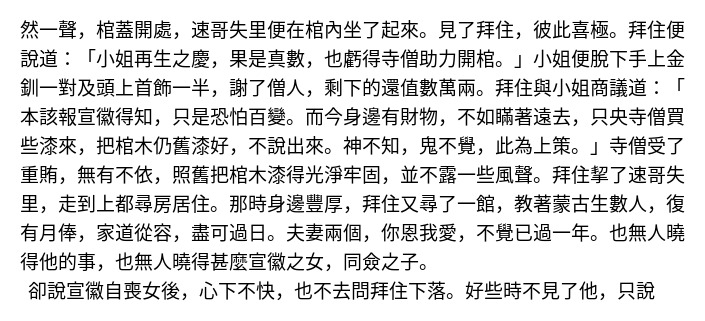 然一聲，棺蓋開處，速哥失里便在棺內坐了起來。見了拜住，彼此喜極。拜住便
說道：「小姐再生之慶，果是真數，也虧得寺僧助力開棺。」小姐便脫下手上金
釧一對及頭上首飾一半，謝了僧人，剩下的還值數萬兩。拜住與小姐商議道：「
本該報宣徽得知，只是恐怕百變。而今身邊有財物，不如瞞著遠去，只央寺僧買
些漆來，把棺木仍舊漆好，不說出來。神不知，鬼不覺，此為上策。」寺僧受了
重賄，無有不依，照舊把棺木漆得光淨牢固，並不露一些風聲。拜住挈了速哥失
里，走到上都尋房居住。那時身邊豐厚，拜住又尋了一館，教著蒙古生數人，復
有月俸，家道從容，盡可過日。夫妻兩個，你恩我愛，不覺已過一年。也無人曉
得他的事，也無人曉得甚麼宣徽之女，同僉之子。
卻說宣徽自喪女後，心下不快，也不去問拜住下落。好些時不見了他，只說